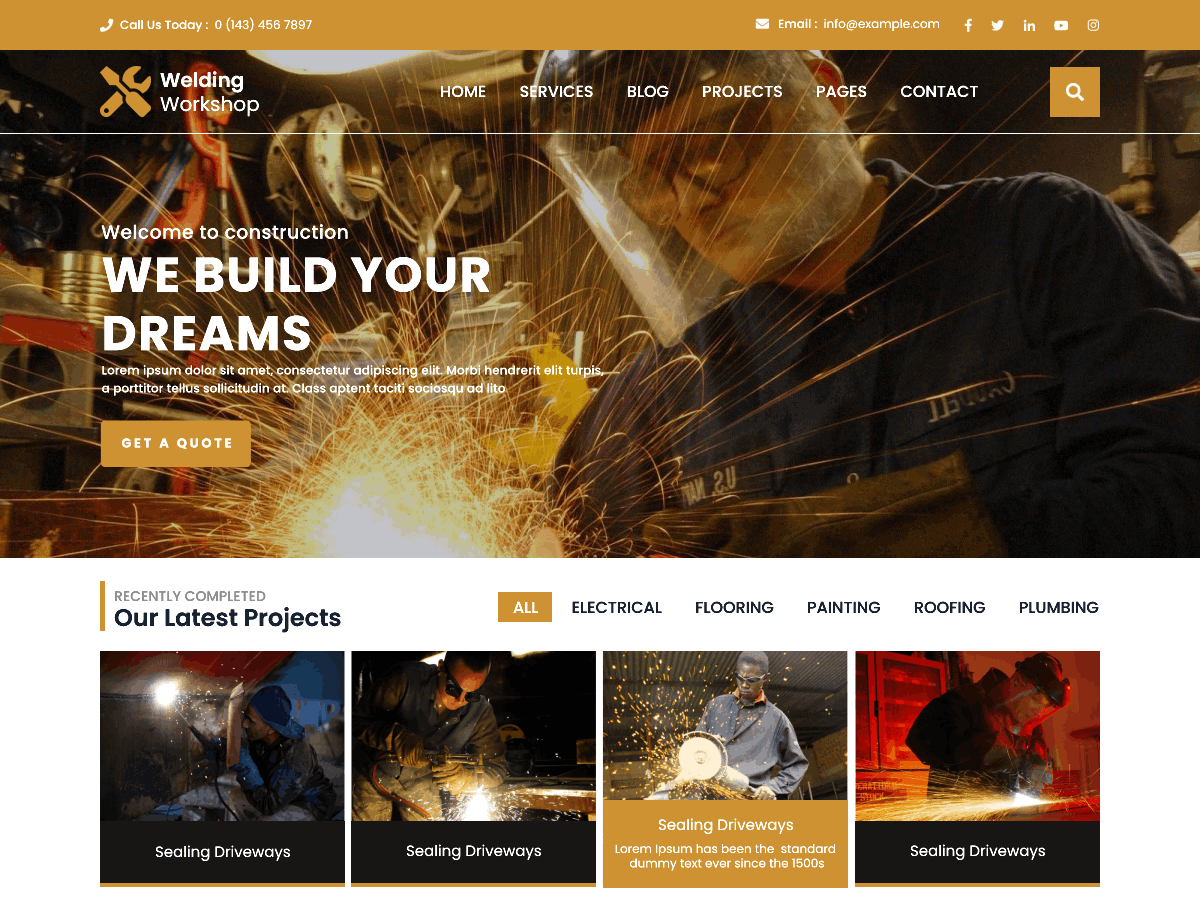 Call Us Today : 0 (143) 456 7897
Email : info@example.com
Welding
Workshop
HOME SERVICES BLOG PROJECTS PAGES CONTACT
Welcome to construction
WE BUILD YOUR
DREAMS
Lorem ipsum dolor sit amet, consectetur adipiscing elit. Morbi hendrerit elit turpis,
a porttitor tellus sollicitudin at. Class aptent taciti sociosqu ad lito
GET A QUOTE
RECENTLY COMPLETED
Our Latest Projects
ALL ELECTRICAL FLOORING PAINTING ROOFING PLUMBING
Sealing Driveways
Sealing Driveways
Sealing Driveways
Lorem Ipsum has been the standard
dummy text ever since the 1500s
Sealing Driveways